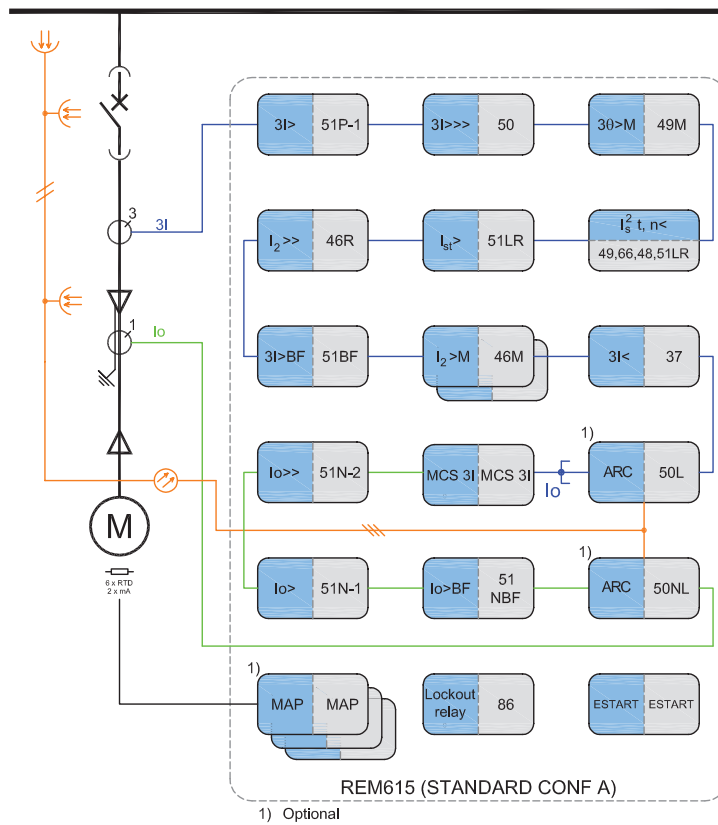 3I> 51P-1 3I>>> 50 3θ>M 49M
3 3I
I₂>> 46R Ist> 51LR Is² t, n<
49,66,48,51LR
1 Io
3I>BF 51BF I₂>M 46M 3I< 37
1)
Io>> 51N-2 MCS 3I MCS 3I Io ARC 50L
M
6 x RTD
2 x mA
1)
Io> 51N-1 Io>BF 51 NBF ARC 50NL
1)
MAP MAP Lockout relay 86 ESTART ESTART
REM615 (STANDARD CONF A)
1) Optional